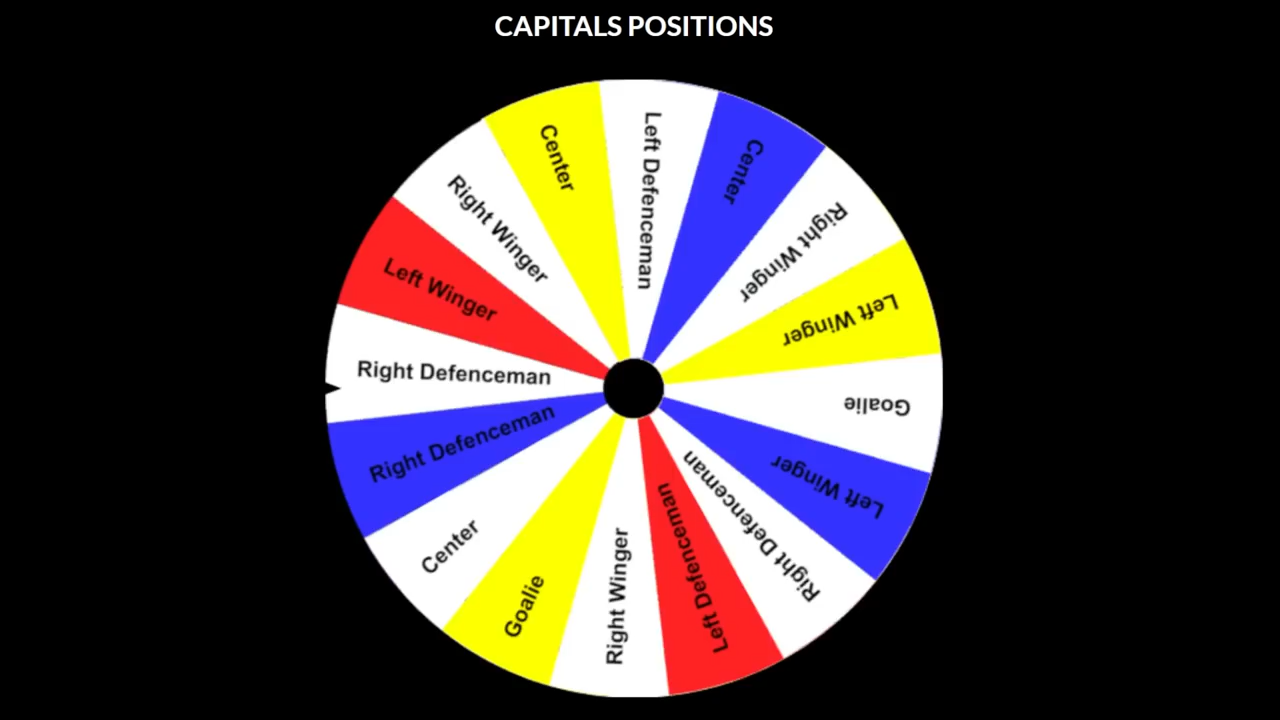 CAPITALS POSITIONS
Left Defenceman
Center
Right Winger
Left Winger
Goalie
Left Winger
Right Defenceman
Left Defenceman
Right Winger
Goalie
Center
Right Defenceman
Right Defenceman
Left Winger
Right Winger
Center